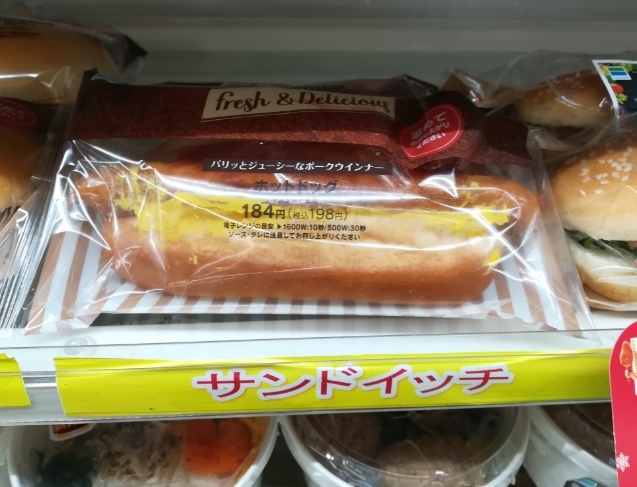 fresh & Delicious
パリッとジューシーなポークウインナー
ホットドッグ
184円(税込198円)
電子レンジの目安 ▶1600W:10秒/500W:30秒
ソース・タレに注意してお召し上がりください
サンドイッチ